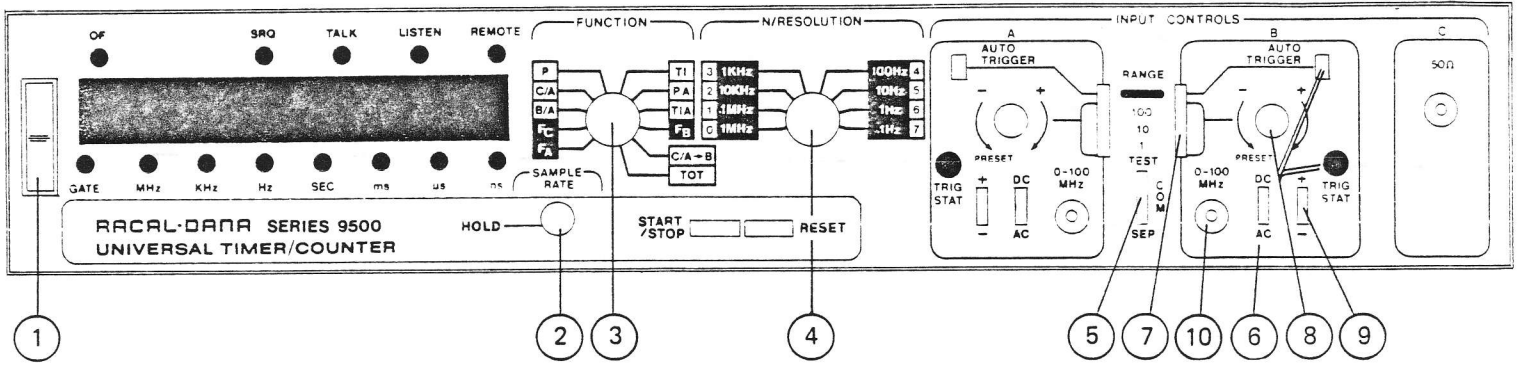 FUNCTION
N/RESOLUTION
INPUT CONTROLS
OF SRQ TALK LISTEN REMOTE
P
C/A
B/A
FC
FA
TI
PA
TIA
FB
C/A→B
TOT
3 1KHz
2 10KHz
1 .1MHz
0 1MHz
100Hz 4
10Hz 5
1Hz 6
.1Hz 7
GATE MHz KHz Hz SEC ms µs ns
SAMPLE
RATE
RACAL-DANA SERIES 9500
UNIVERSAL TIMER/COUNTER
HOLD
START
/STOP
RESET
A
AUTO
TRIGGER
- +
PRESET
TRIG
STAT
+
-
DC
AC
0-100
MHz
RANGE
100
10
1
TEST
COM
SEP
B
AUTO
TRIGGER
- +
PRESET
0-100
MHz
DC
AC
+
-
TRIG
STAT
C
50Ω
1 2 3 4 5 7 10 6 8 9